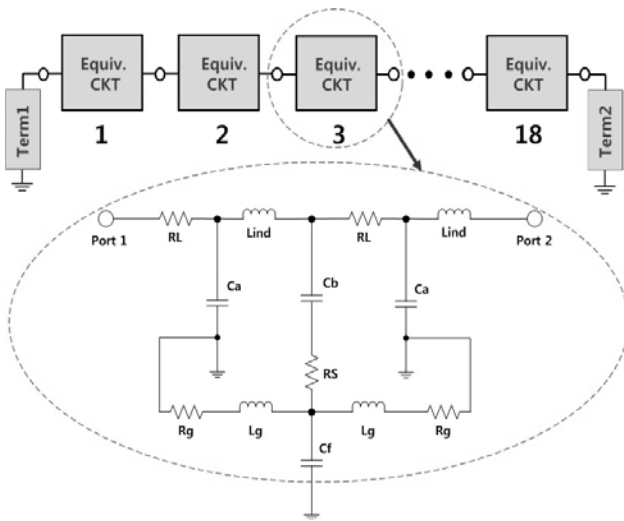 Equiv. CKT
Equiv. CKT
Equiv. CKT
Equiv. CKT
Term1
1
2
3
18
Term2
Port 1
RL
Lind
RL
Lind
Port 2
Ca
Cb
Ca
RS
Rg
Lg
Lg
Rg
Cf